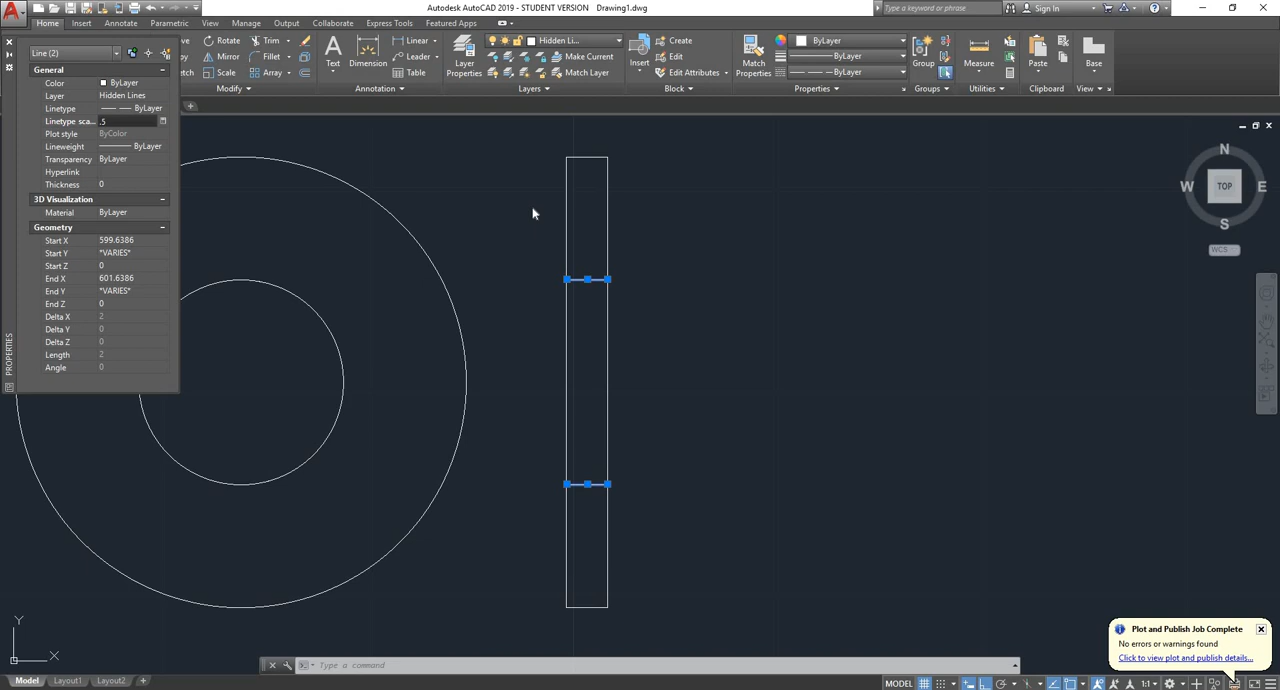 Autodesk AutoCAD 2019 - STUDENT VERSION Drawing1.dwg
Type a keyword or phrase
Sign In
Home Insert Annotate Parametric View Manage Output Collaborate Express Tools Featured Apps
Rotate Trim
Mirror Fillet
Scale Array
Modify
Text
Dimension
Linear
Leader
Table
Annotation
Layer
Properties
Hidden Li...
Make Current
Match Layer
Layers
Insert
Create
Edit
Edit Attributes
Block
Match
Properties
ByLayer
ByLayer
ByLayer
Properties
Group
Groups
Measure
Utilities
Paste
Clipboard
Base
View
Line (2)
General
Color ByLayer
Layer Hidden Lines
Linetype ByLayer
Linetype sca... .5
Plot style ByColor
Lineweight ByLayer
Transparency ByLayer
Hyperlink
Thickness 0
3D Visualization
Material ByLayer
Geometry
Start X 599.6386
Start Y *VARIES*
Start Z 0
End X 601.6386
End Y *VARIES*
End Z 0
Delta X 2
Delta Y 0
Delta Z 0
Length 2
Angle 0
PROPERTIES
N
W TOP E
S
WCS
Y
X
Type a command
Plot and Publish Job Complete
No errors or warnings found
Click to view plot and publish details...
Model Layout1 Layout2
MODEL 1:1